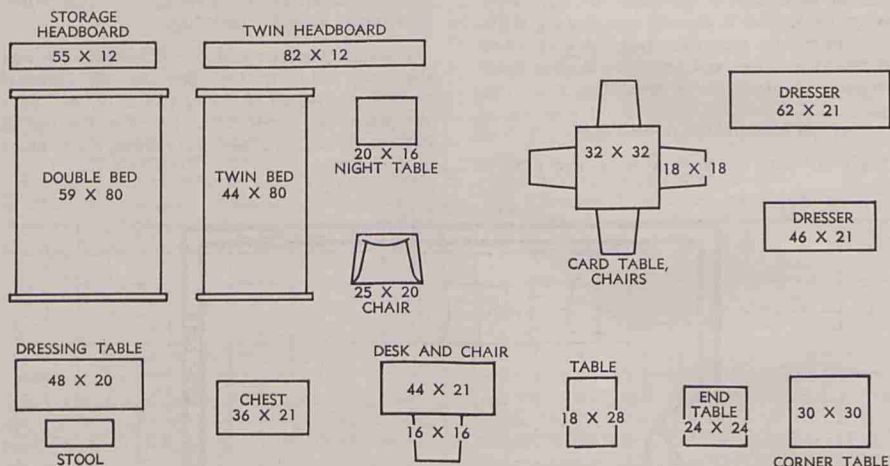 STORAGE
HEADBOARD
55 X 12
TWIN HEADBOARD
82 X 12
DOUBLE BED
59 X 80
TWIN BED
44 X 80
20 X 16
NIGHT TABLE
25 X 20
CHAIR
32 X 32
18 X 18
CARD TABLE,
CHAIRS
DRESSER
62 X 21
DRESSER
46 X 21
DRESSING TABLE
48 X 20
STOOL
CHEST
36 X 21
DESK AND CHAIR
44 X 21
16 X 16
TABLE
18 X 28
END
TABLE
24 X 24
30 X 30
CORNER TABLE